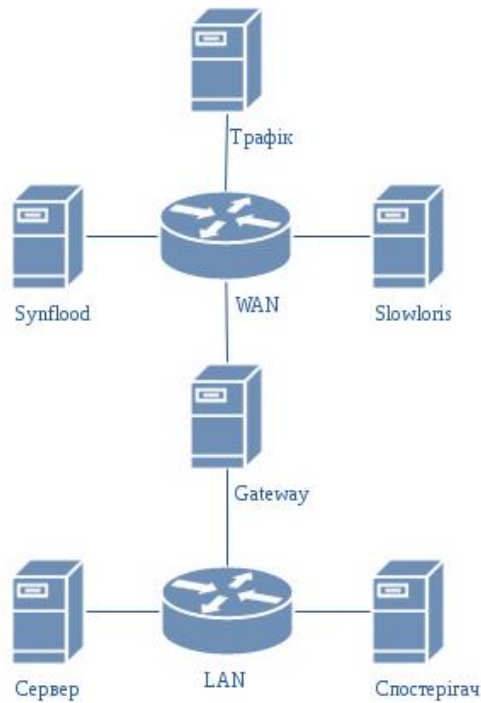 Трафік
Synflood
WAN
Slowloris
Gateway
Сервер
LAN
Спостерігач